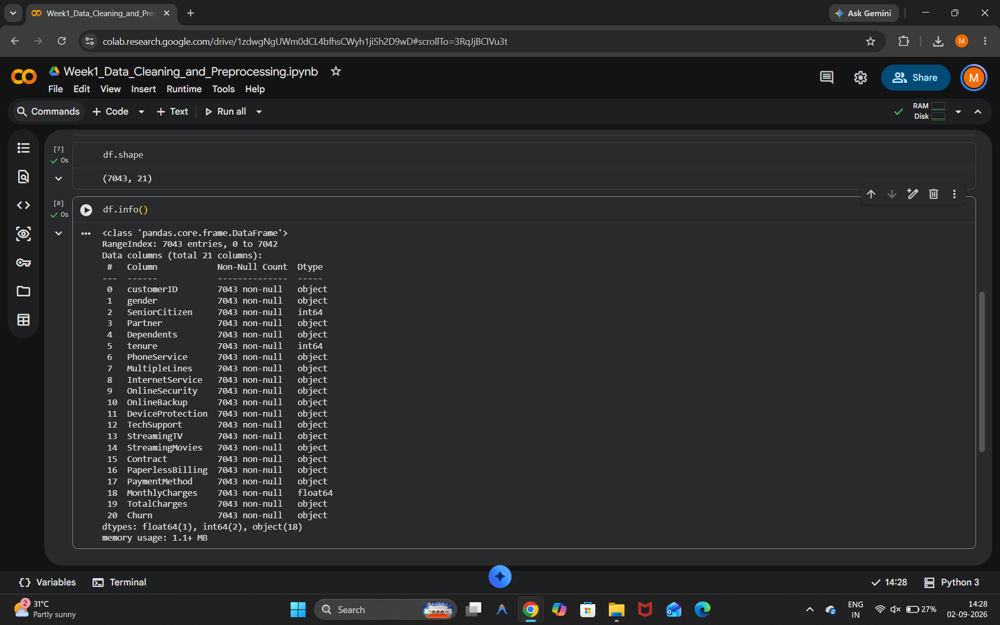 Week1_Data_Cleaning_and_Pre
Ask Gemini
colab.research.google.com/drive/1zdwgNgUWm0dCL4bfhsCWyh1jiSh2D9wD#scrollTo=3RqJjBCIVu3t
M
Week1_Data_Cleaning_and_Preprocessing.ipynb
File Edit View Insert Runtime Tools Help
Share
M
Commands + Code + Text Run all
RAM
Disk
[7]
0s
df.shape
(7043, 21)
[8]
0s
df.info()
<class 'pandas.core.frame.DataFrame'>
RangeIndex: 7043 entries, 0 to 7042
Data columns (total 21 columns):
#   Column            Non-Null Count  Dtype
---  ------            --------------  -----
0   customerID        7043 non-null   object
1   gender            7043 non-null   object
2   SeniorCitizen     7043 non-null   int64
3   Partner           7043 non-null   object
4   Dependents        7043 non-null   object
5   tenure            7043 non-null   int64
6   PhoneService      7043 non-null   object
7   MultipleLines     7043 non-null   object
8   InternetService   7043 non-null   object
9   OnlineSecurity    7043 non-null   object
10  OnlineBackup      7043 non-null   object
11  DeviceProtection  7043 non-null   object
12  TechSupport       7043 non-null   object
13  StreamingTV       7043 non-null   object
14  StreamingMovies   7043 non-null   object
15  Contract          7043 non-null   object
16  PaperlessBilling  7043 non-null   object
17  PaymentMethod     7043 non-null   object
18  MonthlyCharges    7043 non-null   float64
19  TotalCharges      7043 non-null   object
20  Churn             7043 non-null   object
dtypes: float64(1), int64(2), object(18)
memory usage: 1.1+ MB
{} Variables Terminal
14:28 Python 3
2
31°C
Partly sunny
Search
ENG
IN
27%
14:28
02-09-2026